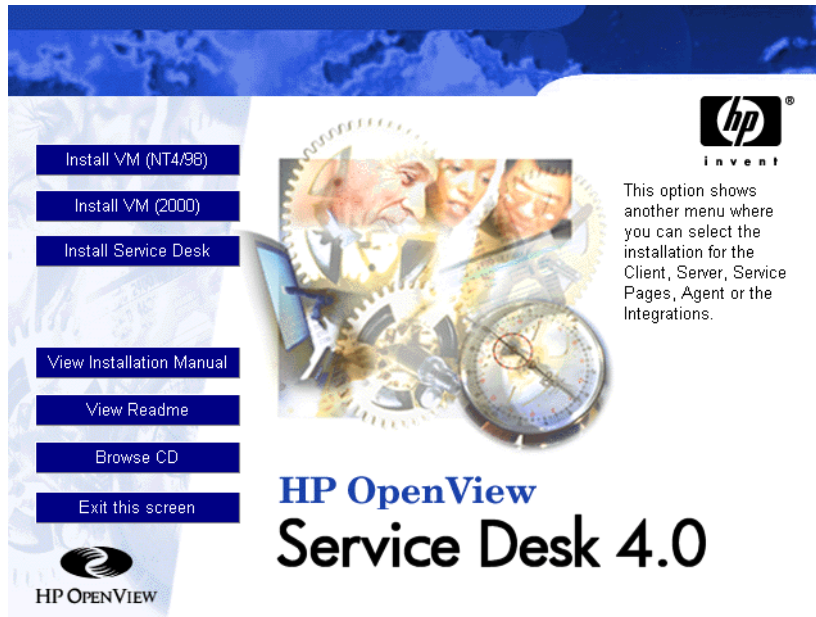 Install VM (NT4/98)
Install VM (2000)
Install Service Desk
View Installation Manual
View Readme
Browse CD
Exit this screen
HP OPENVIEW
hp ®
invent
This option shows
another menu where
you can select the
installation for the
Client, Server, Service
Pages, Agent or the
Integrations.
HP OpenView
Service Desk 4.0